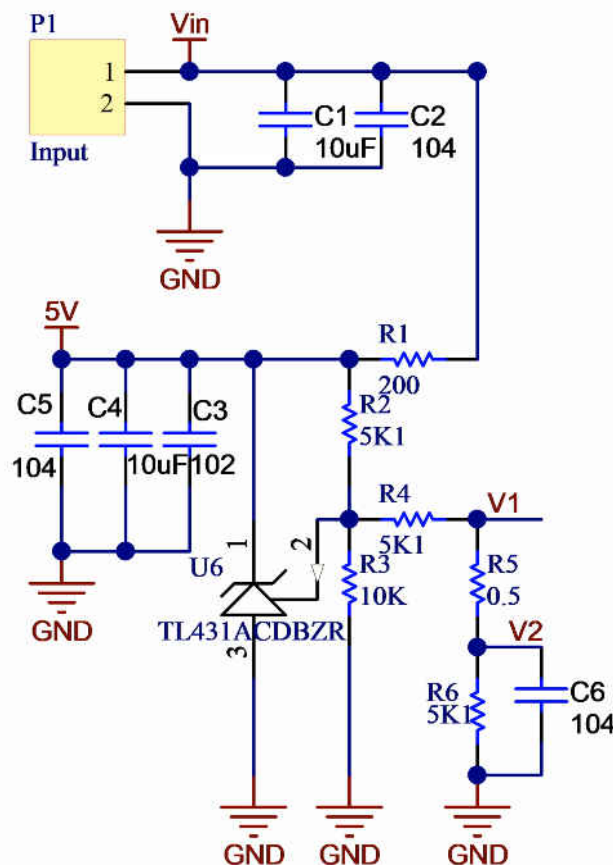 P1
Vin
1
2
Input
C1
10uF
C2
104
GND
5V
R1
200
C5
104
C4
10uF
C3
102
R2
5K1
R4
5K1
V1
1
2
U6
R3
10K
R5
0.5
GND
TL431ACDBZR
3
V2
R6
5K1
C6
104
GND
GND
GND